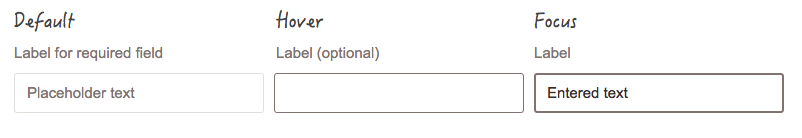 Default
Hover
Focus
Label for required field
Label (optional)
Label
Placeholder text
Entered text